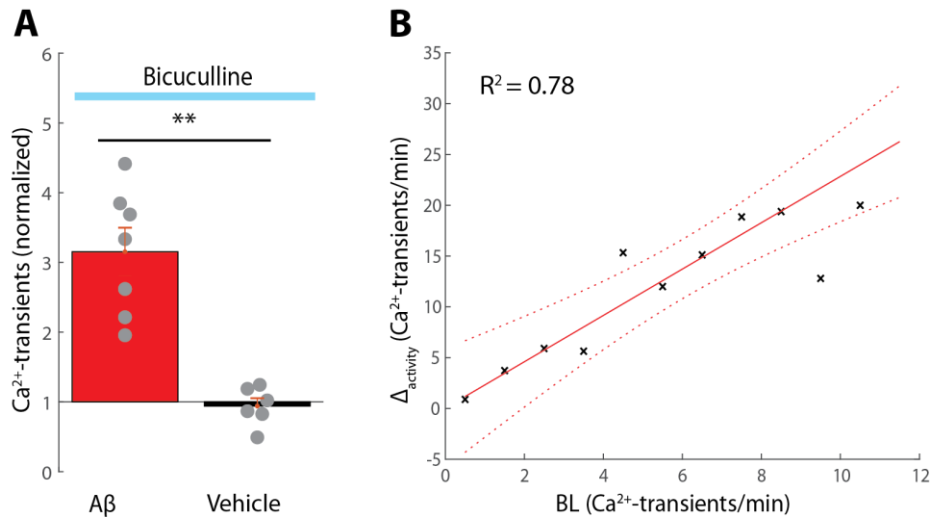 A
Ca²⁺-transients (normalized)
6
5
4
3
2
1
0
Bicuculline
**
Aβ
Vehicle
B
Δactivity (Ca²⁺-transients/min)
35
30
25
20
15
10
5
0
-5
R² = 0.78
0
2
4
6
8
10
12
BL (Ca²⁺-transients/min)